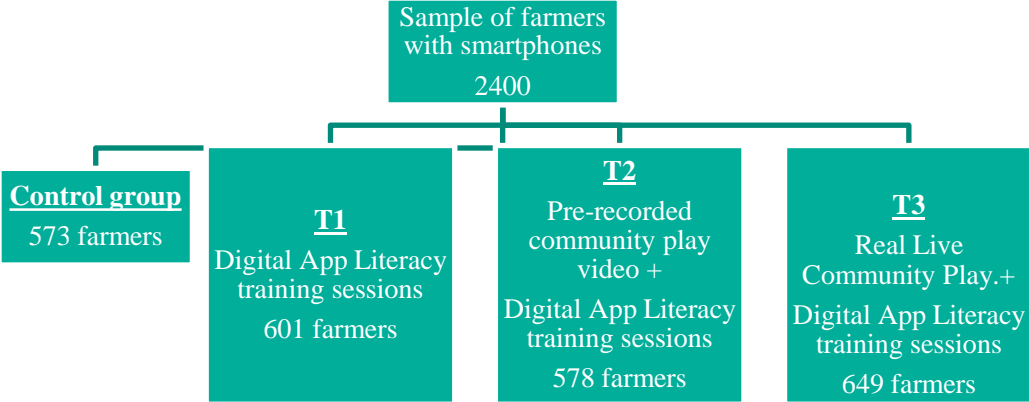 Sample of farmers
with smartphones
2400
Control group
573 farmers
T1
Digital App Literacy
training sessions
601 farmers
T2
Pre-recorded
community play
video +
Digital App Literacy
training sessions
578 farmers
T3
Real Live
Community Play.+
Digital App Literacy
training sessions
649 farmers